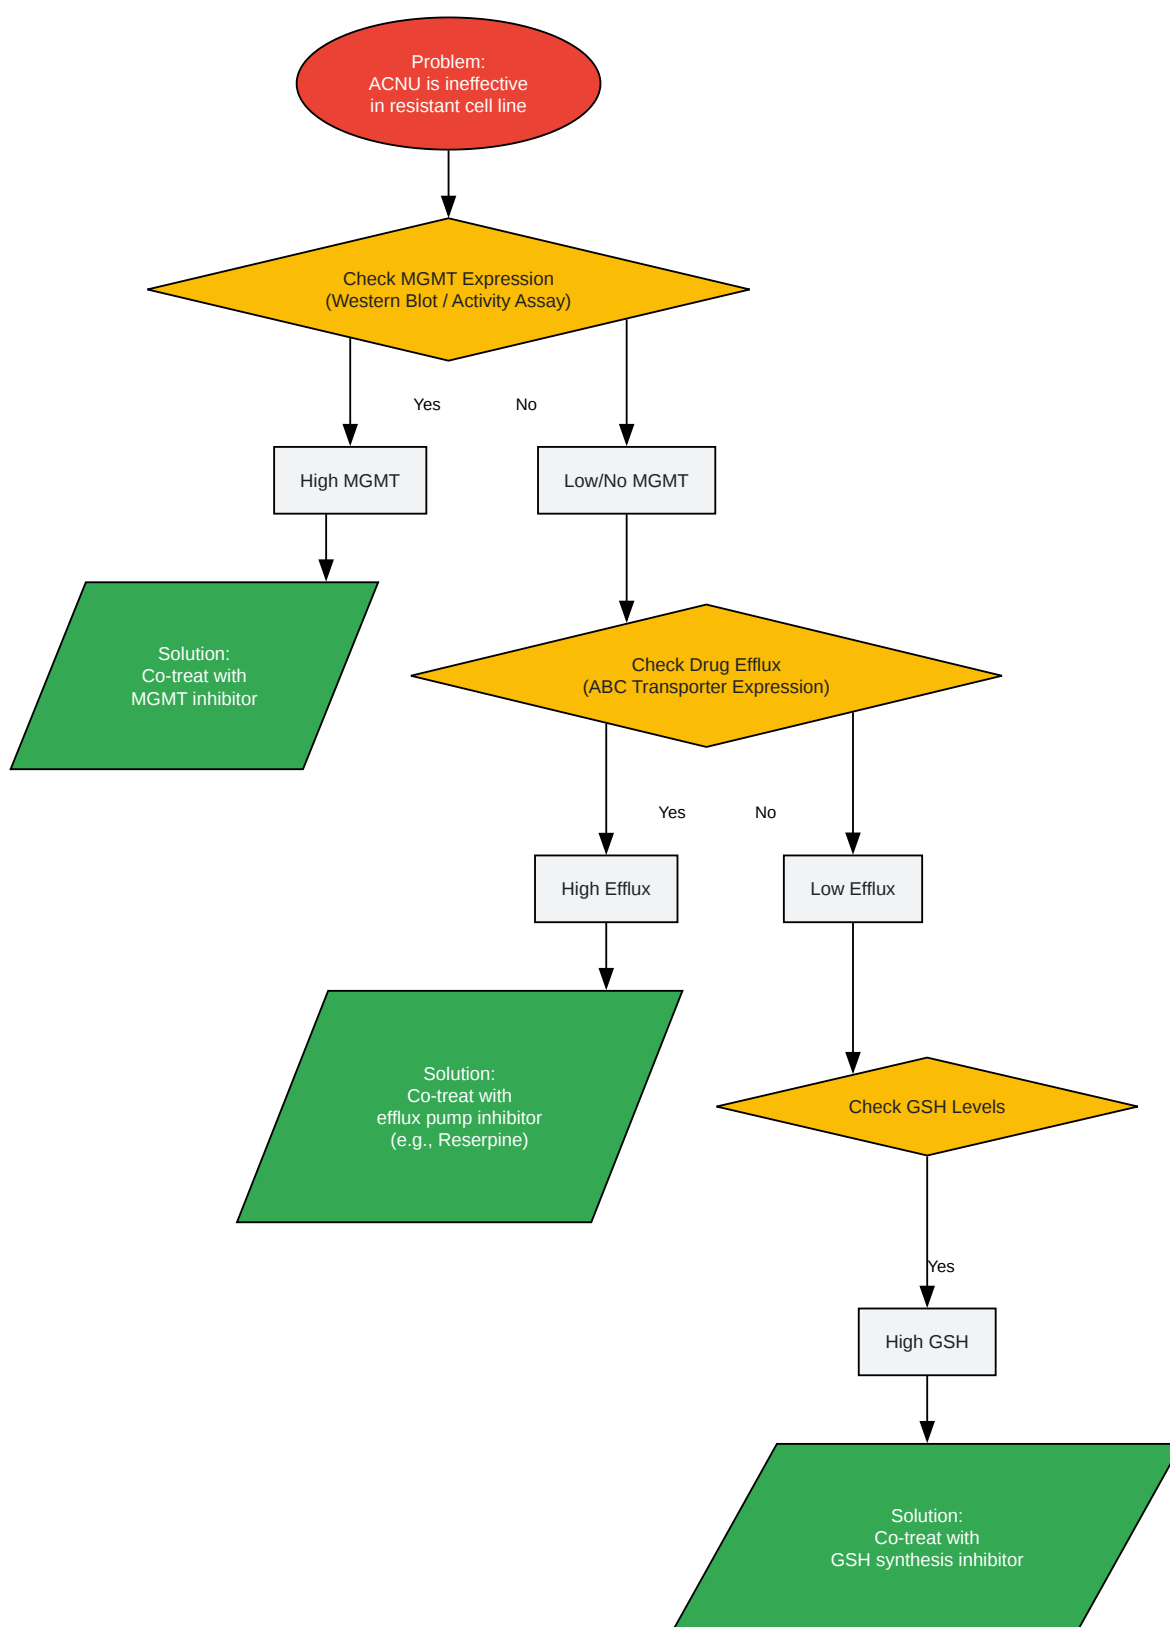 Problem:
ACNU is ineffective
in resistant cell line
Check MGMT Expression
(Western Blot / Activity Assay)
Yes
No
High MGMT
Low/No MGMT
Solution:
Co-treat with
MGMT inhibitor
Check Drug Efflux
(ABC Transporter Expression)
Yes
No
High Efflux
Low Efflux
Solution:
Co-treat with
efflux pump inhibitor
(e.g., Reserpine)
Check GSH Levels
Yes
High GSH
Solution:
Co-treat with
GSH synthesis inhibitor